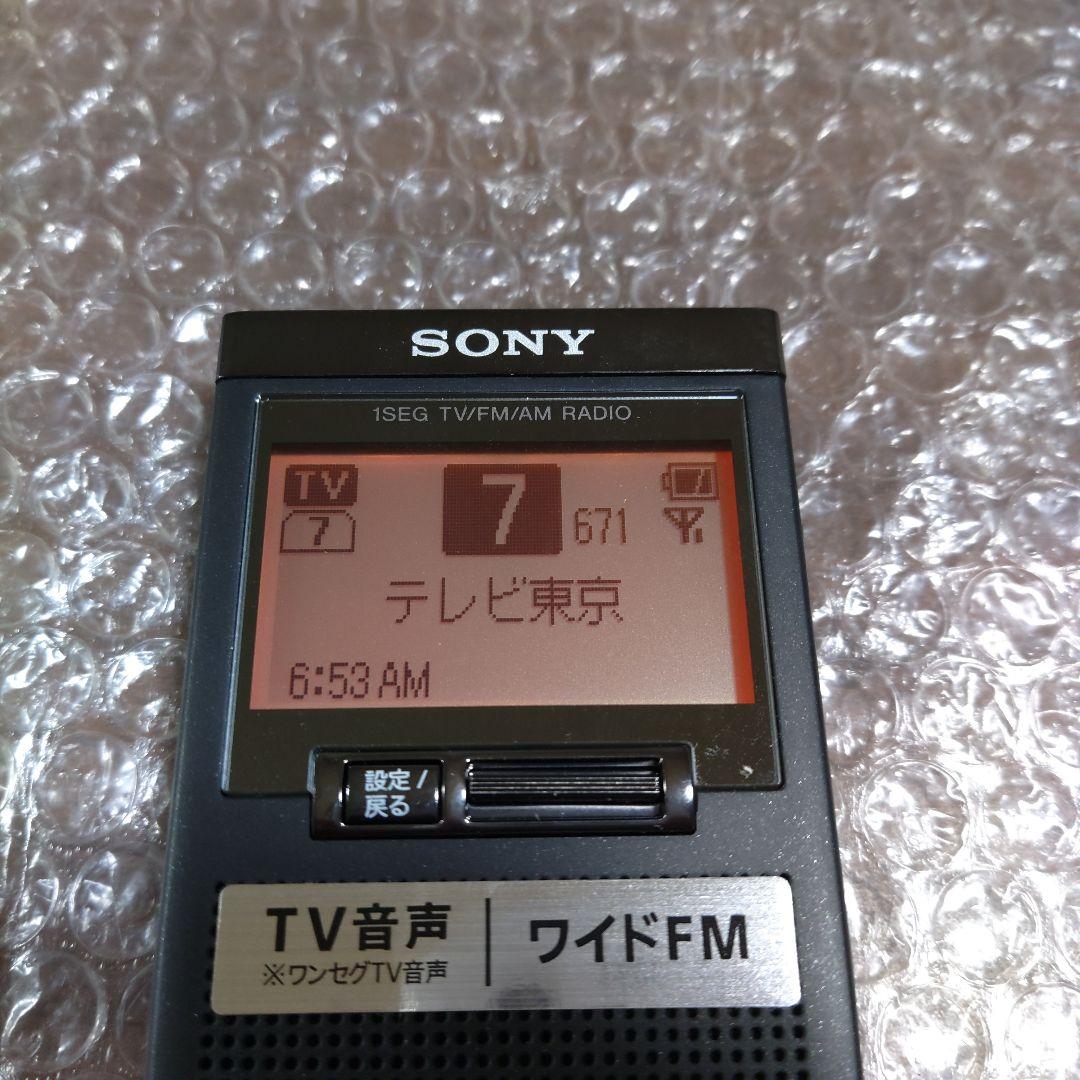 SONY
1SEG TV/FM/AM RADIO
TV 7 671
7
テレビ東京
6:53 AM
設定/
戻る
TV音声 ワイドFM
※ワンセグTV音声